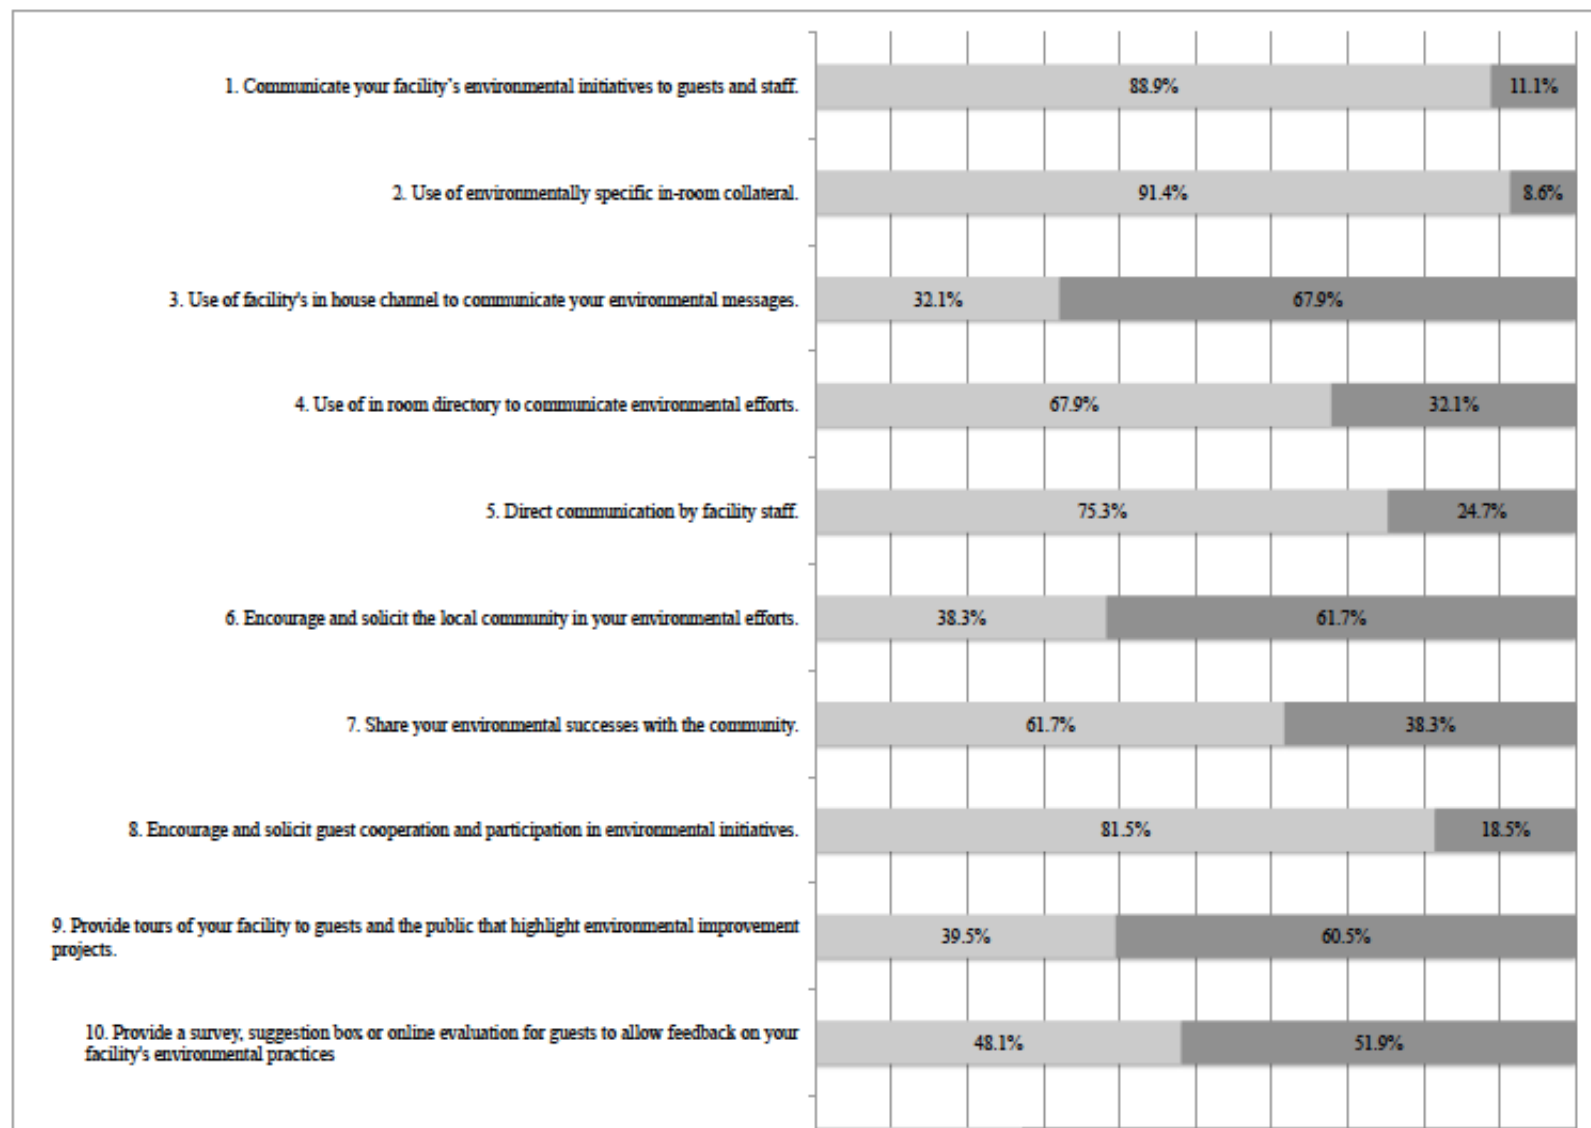 1. Communicate your facility's environmental initiatives to guests and staff.
88.9%
11.1%
2. Use of environmentally specific in-room collateral.
91.4%
8.6%
3. Use of facility's in house channel to communicate your environmental messages.
32.1%
67.9%
4. Use of in room directory to communicate environmental efforts.
67.9%
32.1%
5. Direct communication by facility staff.
75.3%
24.7%
6. Encourage and solicit the local community in your environmental efforts.
38.3%
61.7%
7. Share your environmental successes with the community.
61.7%
38.3%
8. Encourage and solicit guest cooperation and participation in environmental initiatives.
81.5%
18.5%
9. Provide tours of your facility to guests and the public that highlight environmental improvement
projects.
39.5%
60.5%
10. Provide a survey, suggestion box or online evaluation for guests to allow feedback on your
facility's environmental practices
48.1%
51.9%